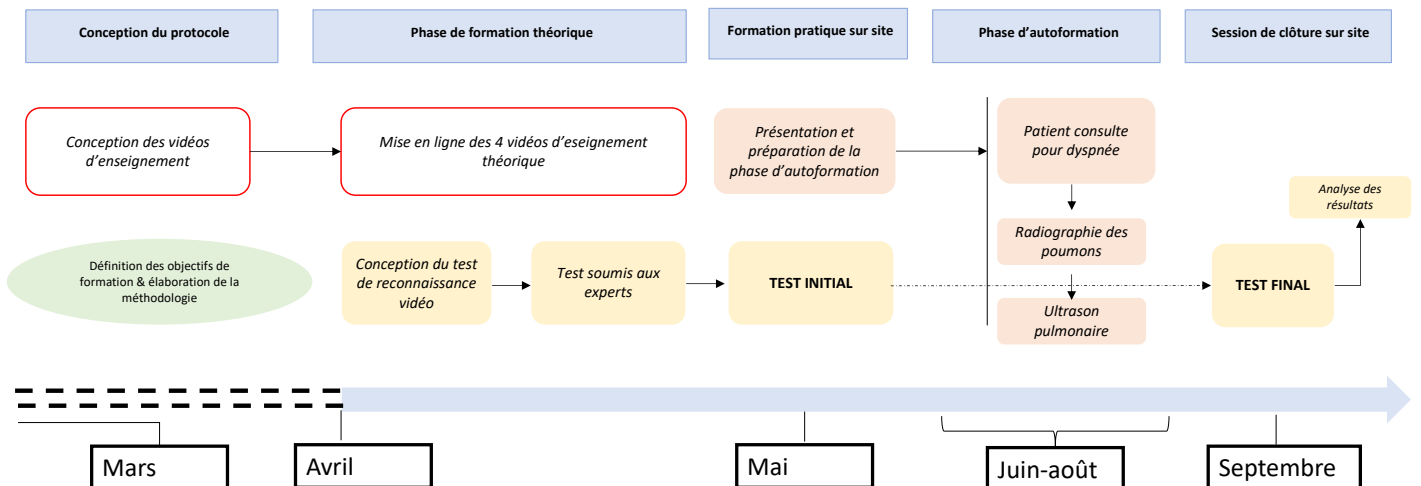 Conception du protocole
Phase de formation théorique
Formation pratique sur site
Phase d'autoformation
Session de clôture sur site
Conception des vidéos
d'enseignement
Mise en ligne des 4 vidéos d'eseignement
théorique
Présentation et
préparation de la
phase d'autoformation
Patient consulte
pour dyspnée
Analyse des
résultats
Radiographie des
poumons
Définition des objectifs de
formation & élaboration de la
méthodologie
Conception du test
de reconnaissance
vidéo
Test soumis aux
experts
TEST INITIAL
TEST FINAL
Ultrason
pulmonaire
Mars
Avril
Mai
Juin-août
Septembre